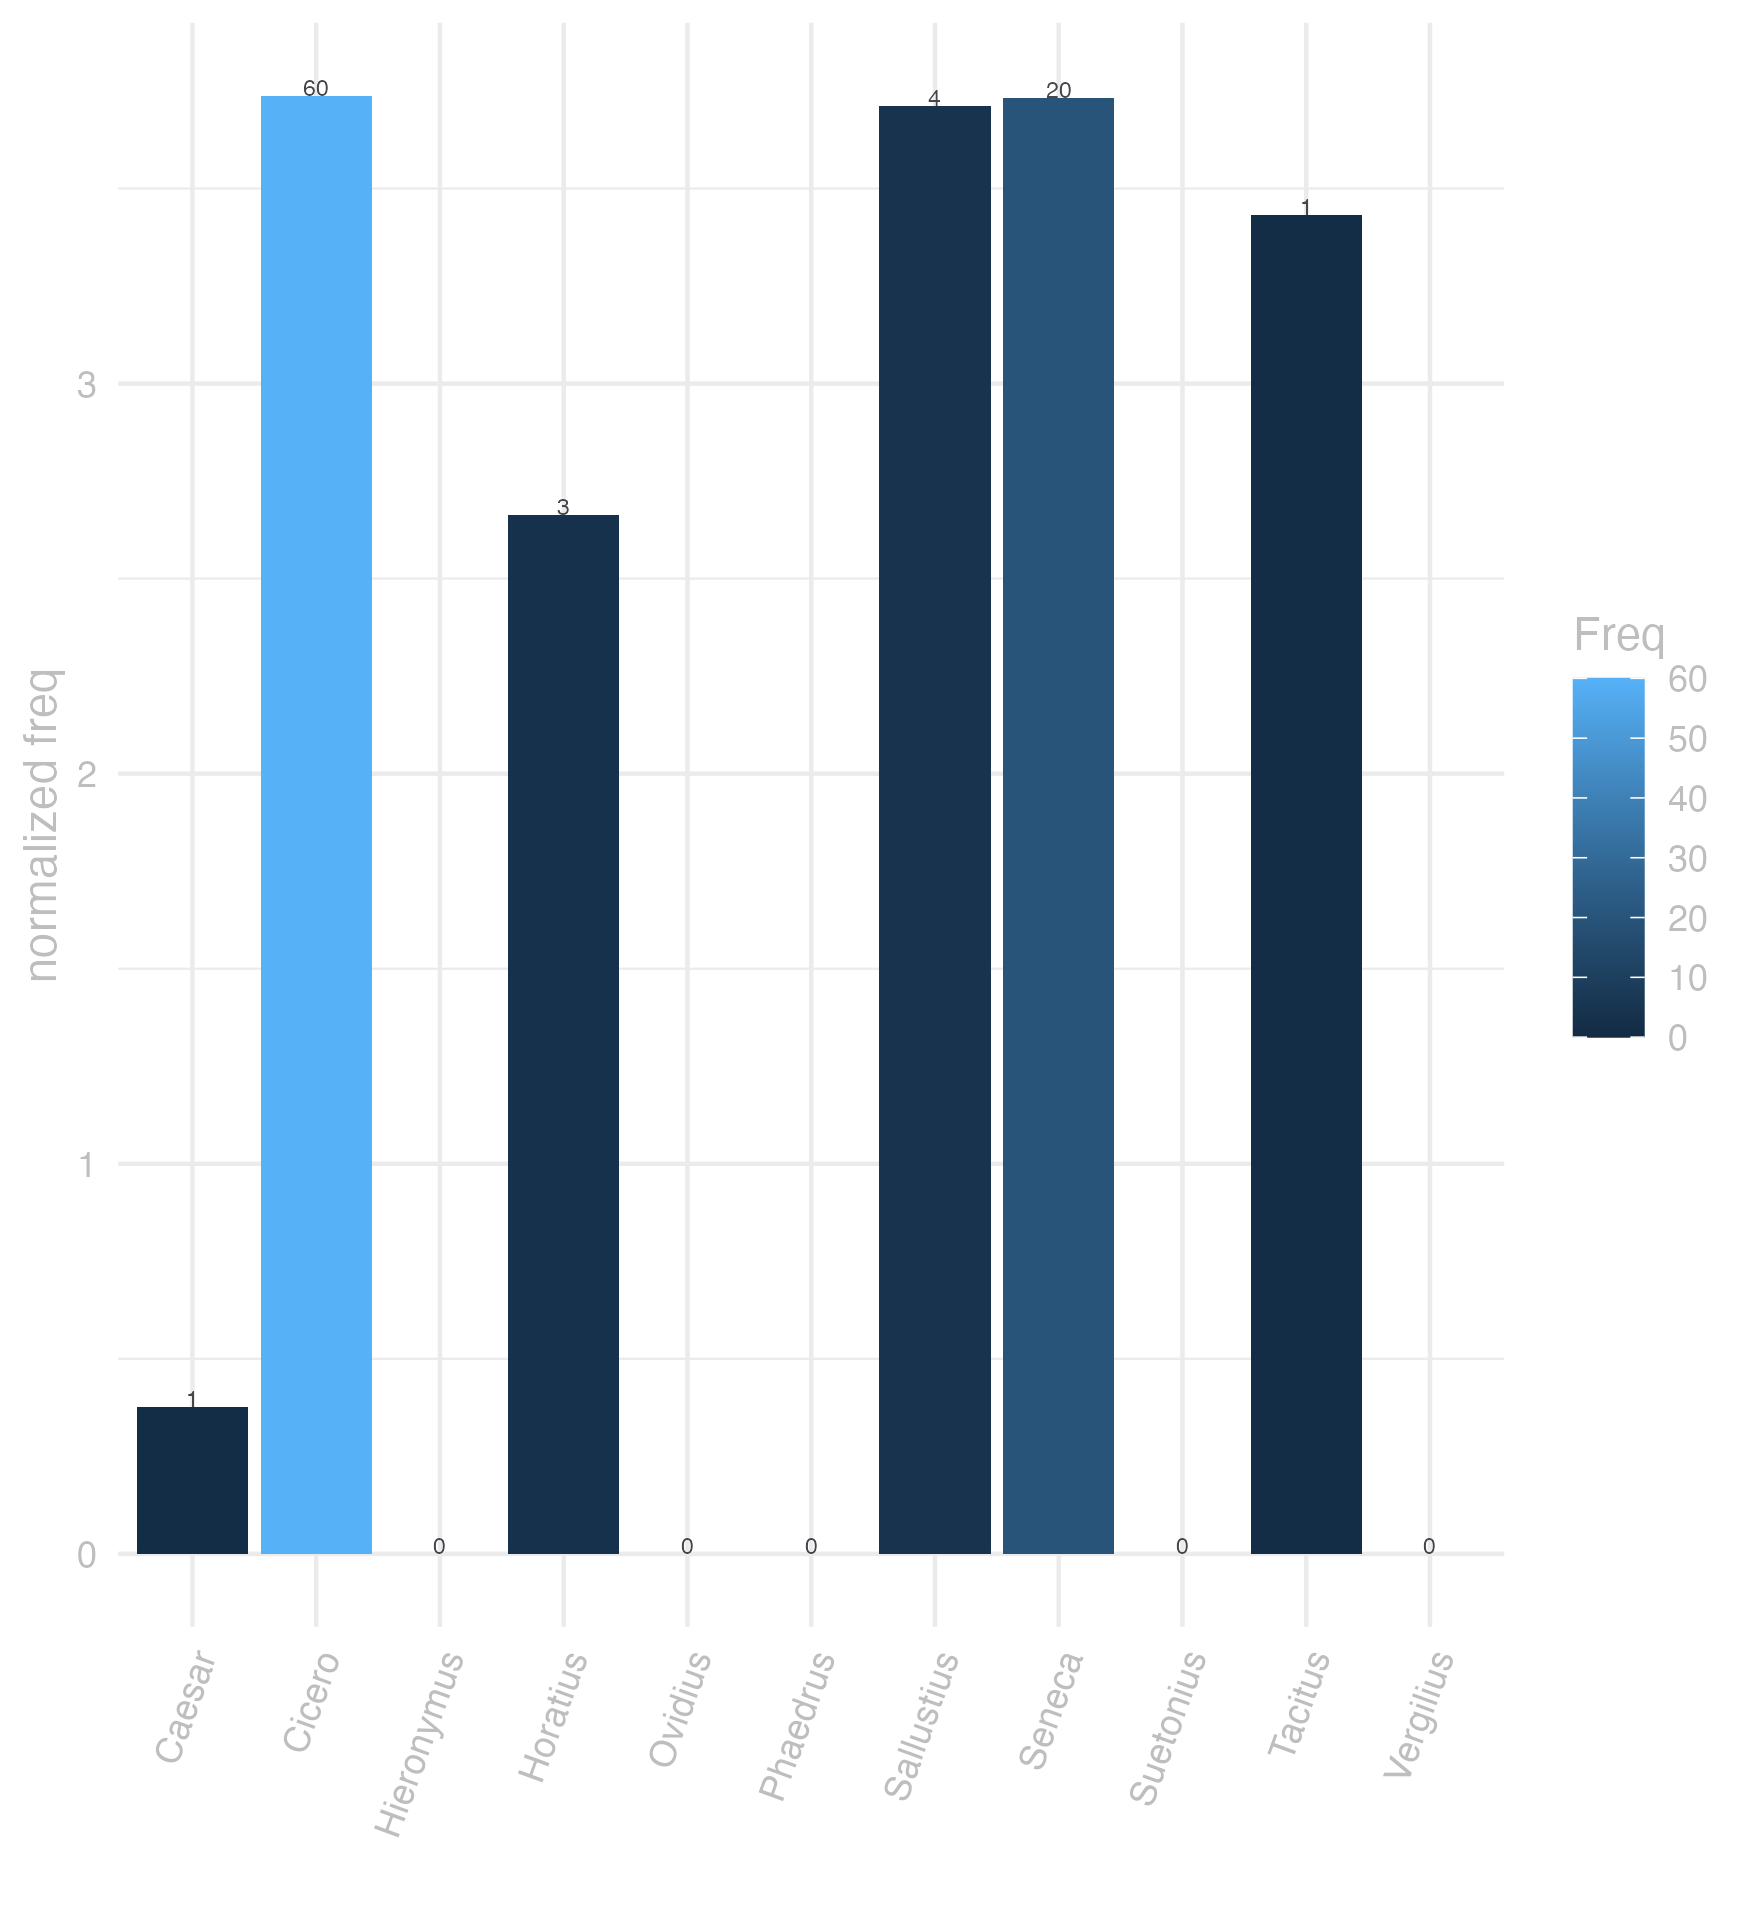 60
4
20
1
3
3
2
1
0
normalized freq
1
0
0
0
0
0
Caesar
Cicero
Hieronymus
Horatius
Ovidius
Phaedrus
Sallustius
Seneca
Suetonius
Tacitus
Vergilius
Freq
60
50
40
30
20
10
0